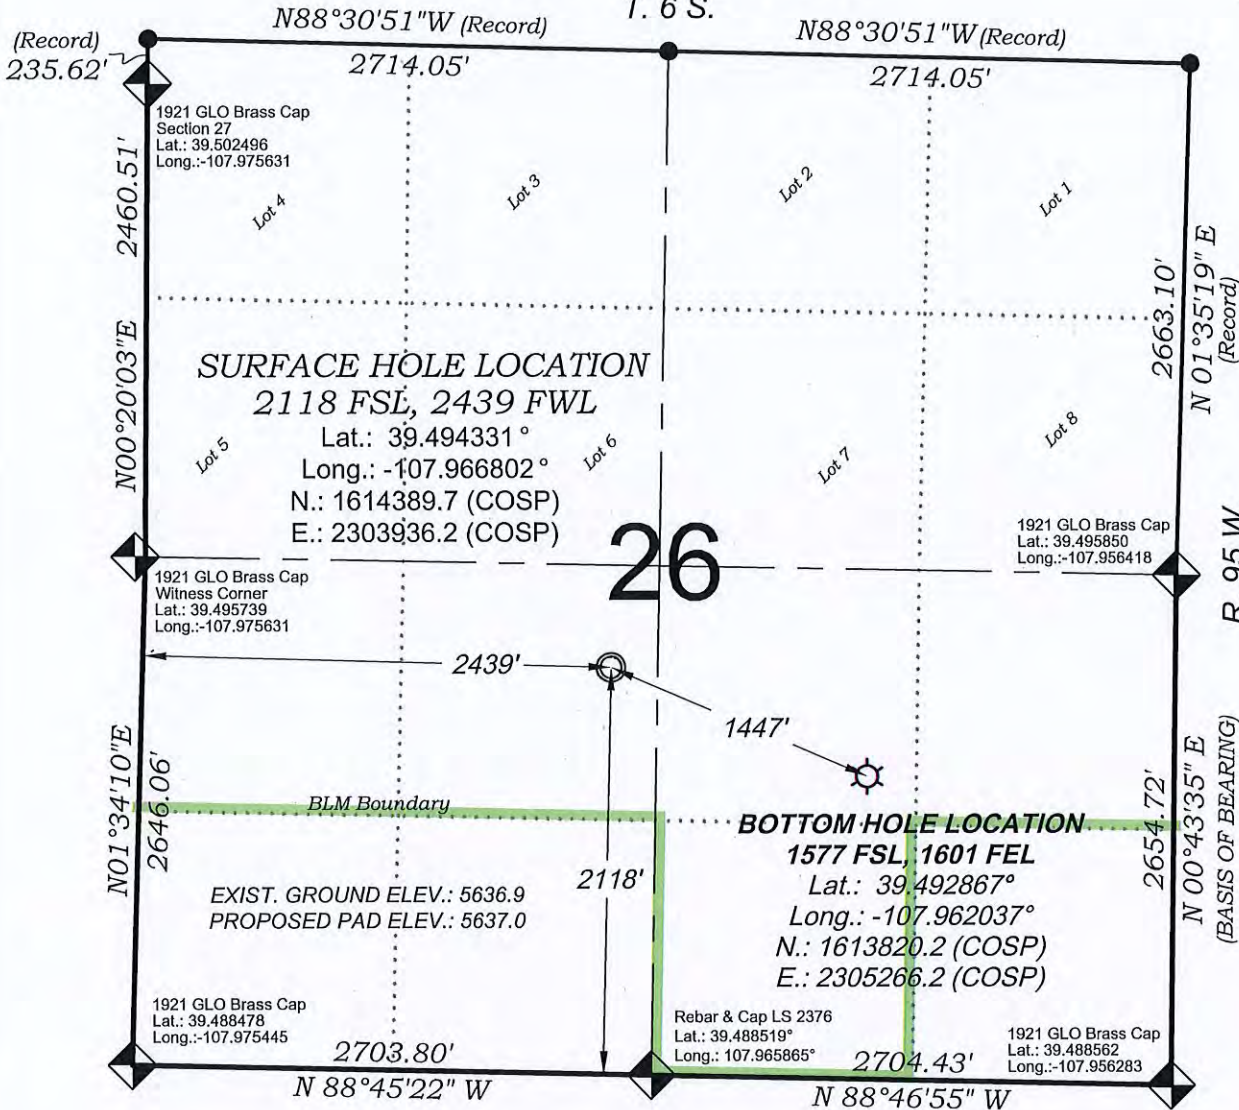 T. 6 S.
N88°30'51"W (Record)
N88°30'51"W (Record)
(Record)
235.62'
2714.05'
2714.05'
1921 GLO Brass Cap
Section 27
Lat.: 39.502496
Long.:-107.975631
2460.51'
N00°20'03"E
Lot 4
Lot 3
Lot 2
Lot 1
2663.10'
N 01°35'19" E
(Record)
SURFACE HOLE LOCATION
2118 FSL, 2439 FWL
Lat.: 39.494331°
Long.: -107.966802°
N.: 1614389.7 (COSP)
E.: 2303936.2 (COSP)
Lot 5
Lot 6
Lot 7
Lot 8
26
1921 GLO Brass Cap
Lat.: 39.495850
Long.:-107.956418
R. 95 W.
1921 GLO Brass Cap
Witness Corner
Lat.: 39.495739
Long.:-107.975631
2439'
1447'
N01°34'10"E
2646.06'
BLM Boundary
2118'
BOTTOM HOLE LOCATION
1577 FSL, 1601 FEL
Lat.: 39.492867°
Long.: -107.962037°
N.: 1613820.2 (COSP)
E.: 2305266.2 (COSP)
2654.72'
N 00°43'35" E
(BASIS OF BEARING)
EXIST. GROUND ELEV.: 5636.9
PROPOSED PAD ELEV.: 5637.0
1921 GLO Brass Cap
Lat.: 39.488478
Long.:-107.975445
Rebar & Cap LS 2376
Lat.: 39.488519°
Long.: 107.965865°
1921 GLO Brass Cap
Lat.: 39.488562
Long.:-107.956283
2703.80'
2704.43'
N 88°45'22" W
N 88°46'55" W